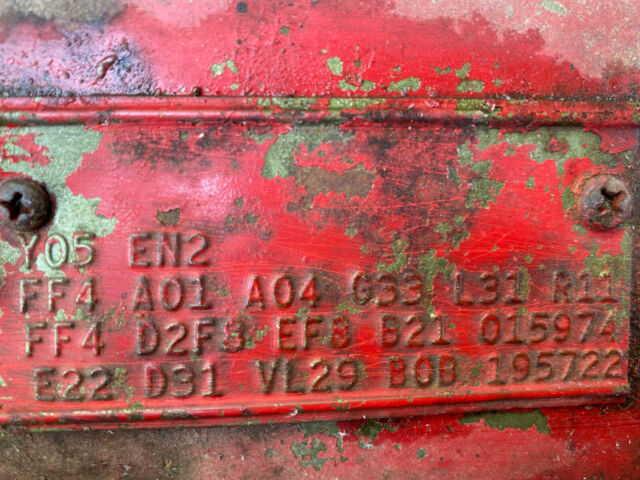 Y05 EN2
FF4 A01 A04 G33 L31 R11
FF4 D2F8 EF8 B21 015974
E22 D31 VL29 B0B 195722